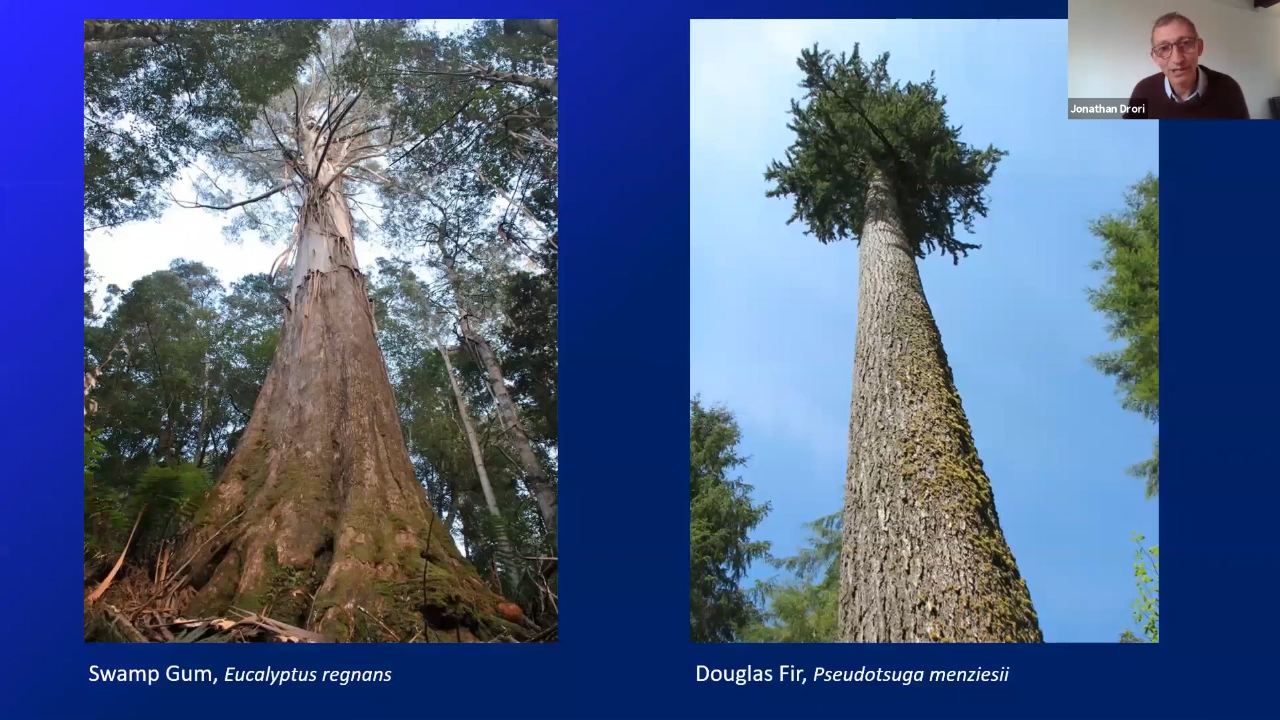 Jonathan Drori
Swamp Gum, Eucalyptus regnans
Douglas Fir, Pseudotsuga menziesii